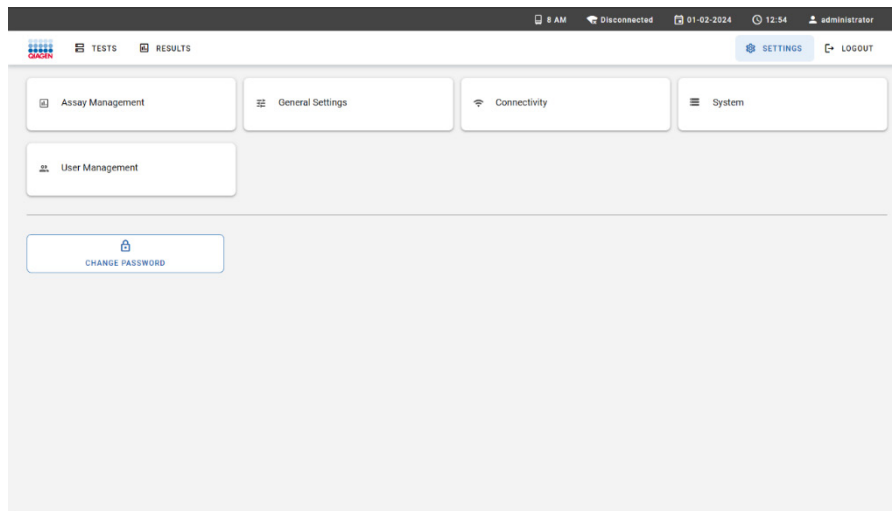 8 AM Disconnected 01-02-2024 12:54 administrator
QIAGEN TESTS RESULTS SETTINGS LOGOUT
Assay Management General Settings Connectivity System
User Management
CHANGE PASSWORD